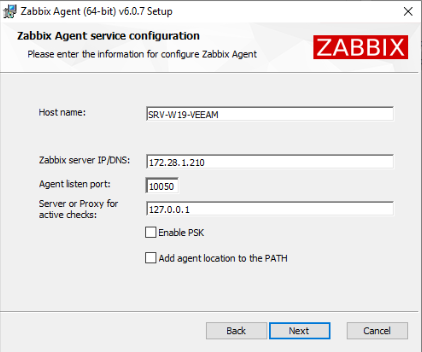 Zabbix Agent (64-bit) v6.0.7 Setup
Zabbix Agent service configuration
Please enter the information for configure Zabbix Agent
ZABBIX
Host name:
SRV-W19-VEEAM
Zabbix server IP/DNS:
172.28.1.210
Agent listen port:
10050
Server or Proxy for
active checks:
127.0.0.1
Enable PSK
Add agent location to the PATH
Back
Next
Cancel